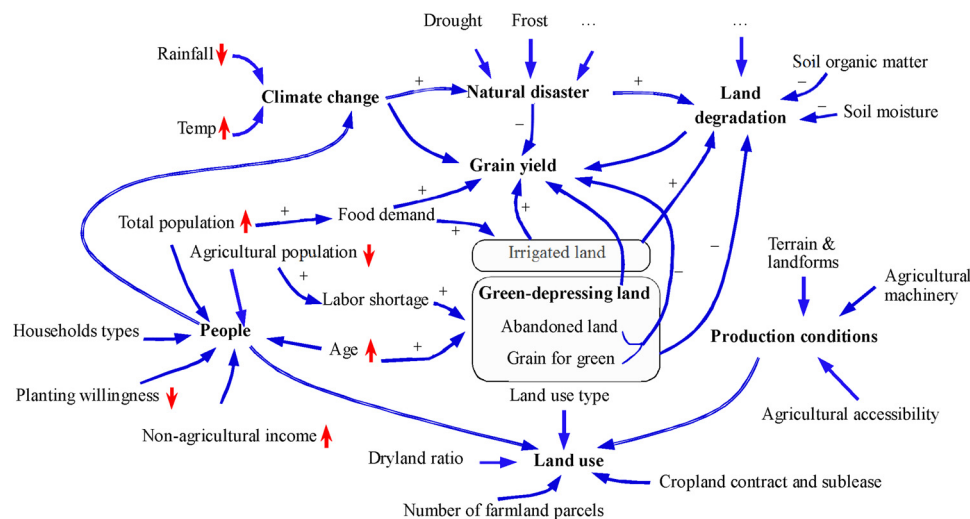 Drought
Frost
...
...
Rainfall
Soil organic matter
+
Climate change
Natural disaster
+
Land
degradation
−
−
Soil moisture
Temp
−
Grain yield
Total population
+
Food demand
+
+
+
+
Agricultural population
Irrigated land
Terrain &
landforms
−
−
Agricultural
machinery
+
Labor shortage
+
Green-depressing land
Abandoned land
Grain for green
Households types
People
Age
+
Production conditions
Planting willingness
Land use type
Agricultural accessibility
Non-agricultural income
Dryland ratio
Land use
Cropland contract and sublease
Number of farmland parcels